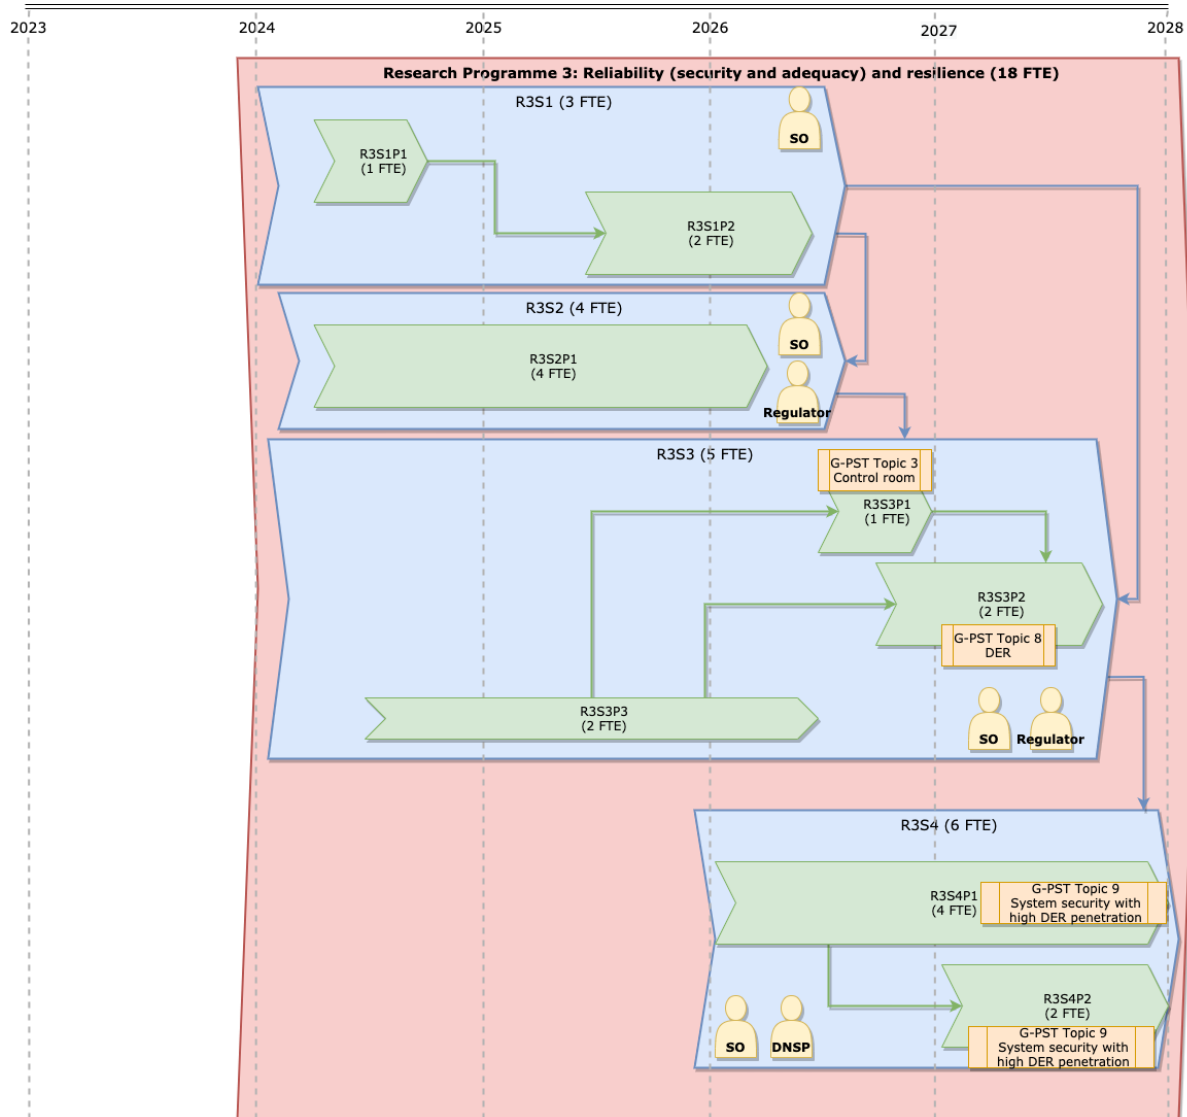 2023
2024
2025
2026
2027
2028
Research Programme 3: Reliability (security and adequacy) and resilience (18 FTE)
R3S1 (3 FTE)
SO
R3S1P1
(1 FTE)
R3S1P2
(2 FTE)
R3S2 (4 FTE)
SO
R3S2P1
(4 FTE)
Regulator
R3S3 (5 FTE)
G-PST Topic 3
Control room
R3S3P1
(1 FTE)
R3S3P2
(2 FTE)
G-PST Topic 8
DER
R3S3P3
(2 FTE)
SO
Regulator
R3S4 (6 FTE)
R3S4P1
(4 FTE)
G-PST Topic 9
System security with
high DER penetration
R3S4P2
(2 FTE)
G-PST Topic 9
System security with
high DER penetration
SO
DNSP